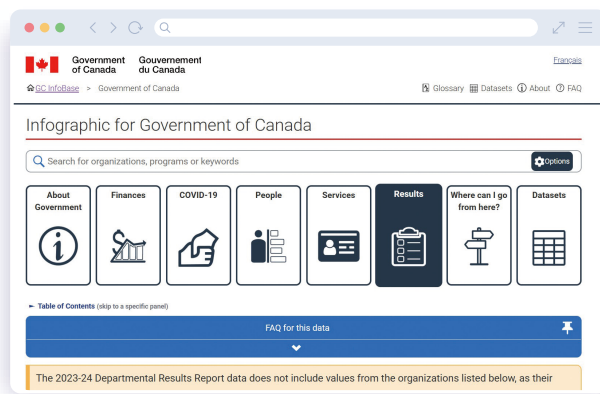 Government of Canada
Gouvernement du Canada
Français
GC InfoBase > Government of Canada
Glossary Datasets About FAQ
Infographic for Government of Canada
Search for organizations, programs or keywords
Options
About Government
Finances
COVID-19
People
Services
Results
Where can I go from here?
Datasets
► Table of Contents (skip to a specific panel)
FAQ for this data
The 2023-24 Departmental Results Report data does not include values from the organizations listed below, as their